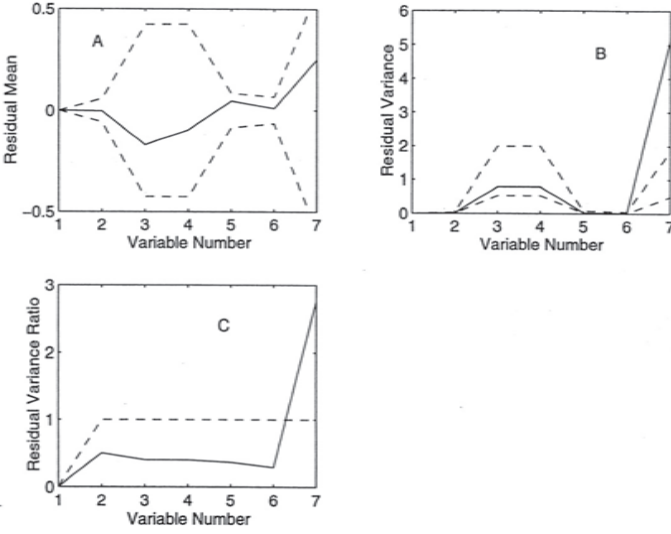 0.5
0
–0.5
Residual Mean
A
1 2 3 4 5 6 7
Variable Number
6
5
4
3
2
1
0
Residual Variance
B
1 2 3 4 5 6 7
Variable Number
3
2
1
0
Residual Variance Ratio
C
1 2 3 4 5 6 7
Variable Number